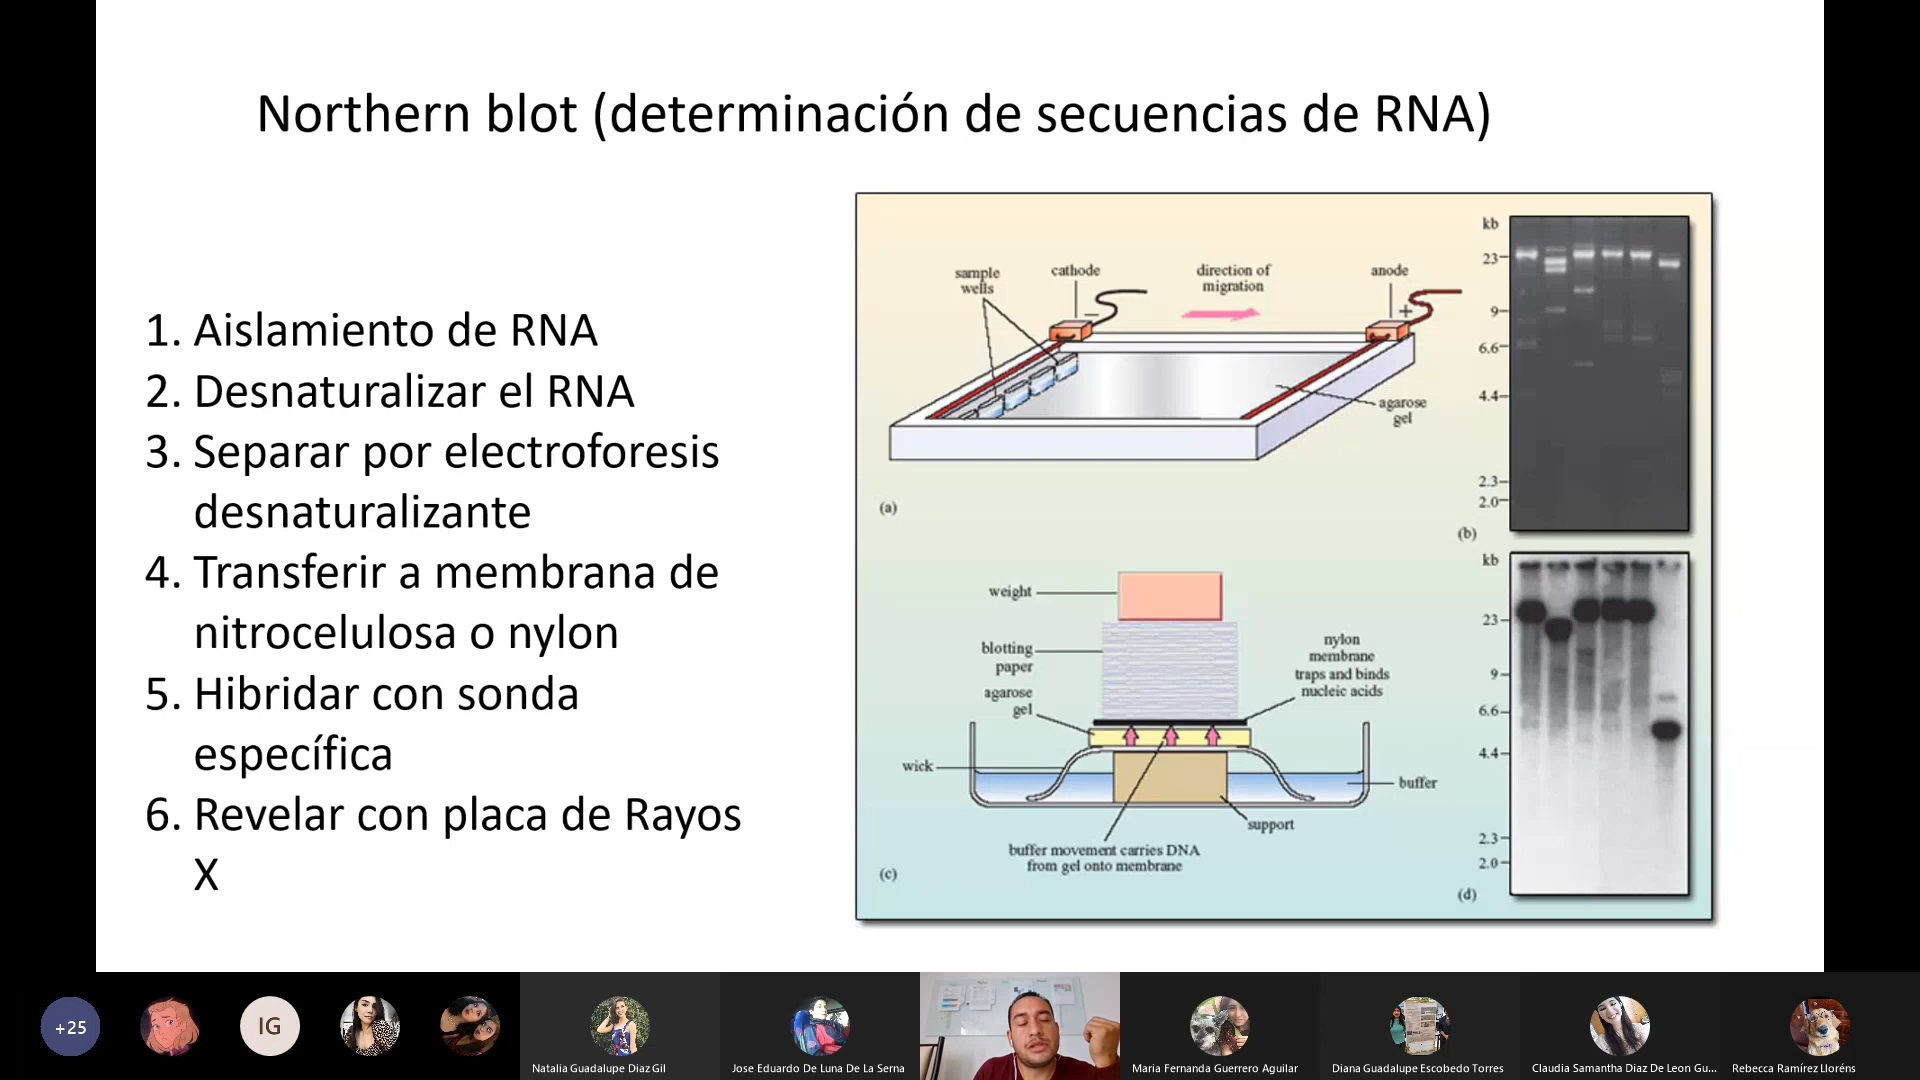 Northern blot (determinación de secuencias de RNA)
1. Aislamiento de RNA
2. Desnaturalizar el RNA
3. Separar por electroforesis
desnaturalizante
4. Transferir a membrana de
nitrocelulosa o nylon
5. Hibridar con sonda
específica
6. Revelar con placa de Rayos
X
sample
wells
cathode
direction of
migration
anode
−
+
agarose
gel
(a)
kb
23
9
6.6
4.4
2.3
2.0
(b)
weight
blotting
paper
agarose
gel
wick
nylon
membrane
traps and binds
nucleic acids
buffer
support
buffer movement carries DNA
from gel onto membrane
(c)
kb
23
9
6.6
4.4
2.3
2.0
(d)
+25
IG
Natalia Guadalupe Diaz Gil
Jose Eduardo De Luna De La Serna
Maria Fernanda Guerrero Aguilar
Diana Guadalupe Escobedo Torres
Claudia Samantha Diaz De Leon Gu...
Rebecca Ramírez Lloréns